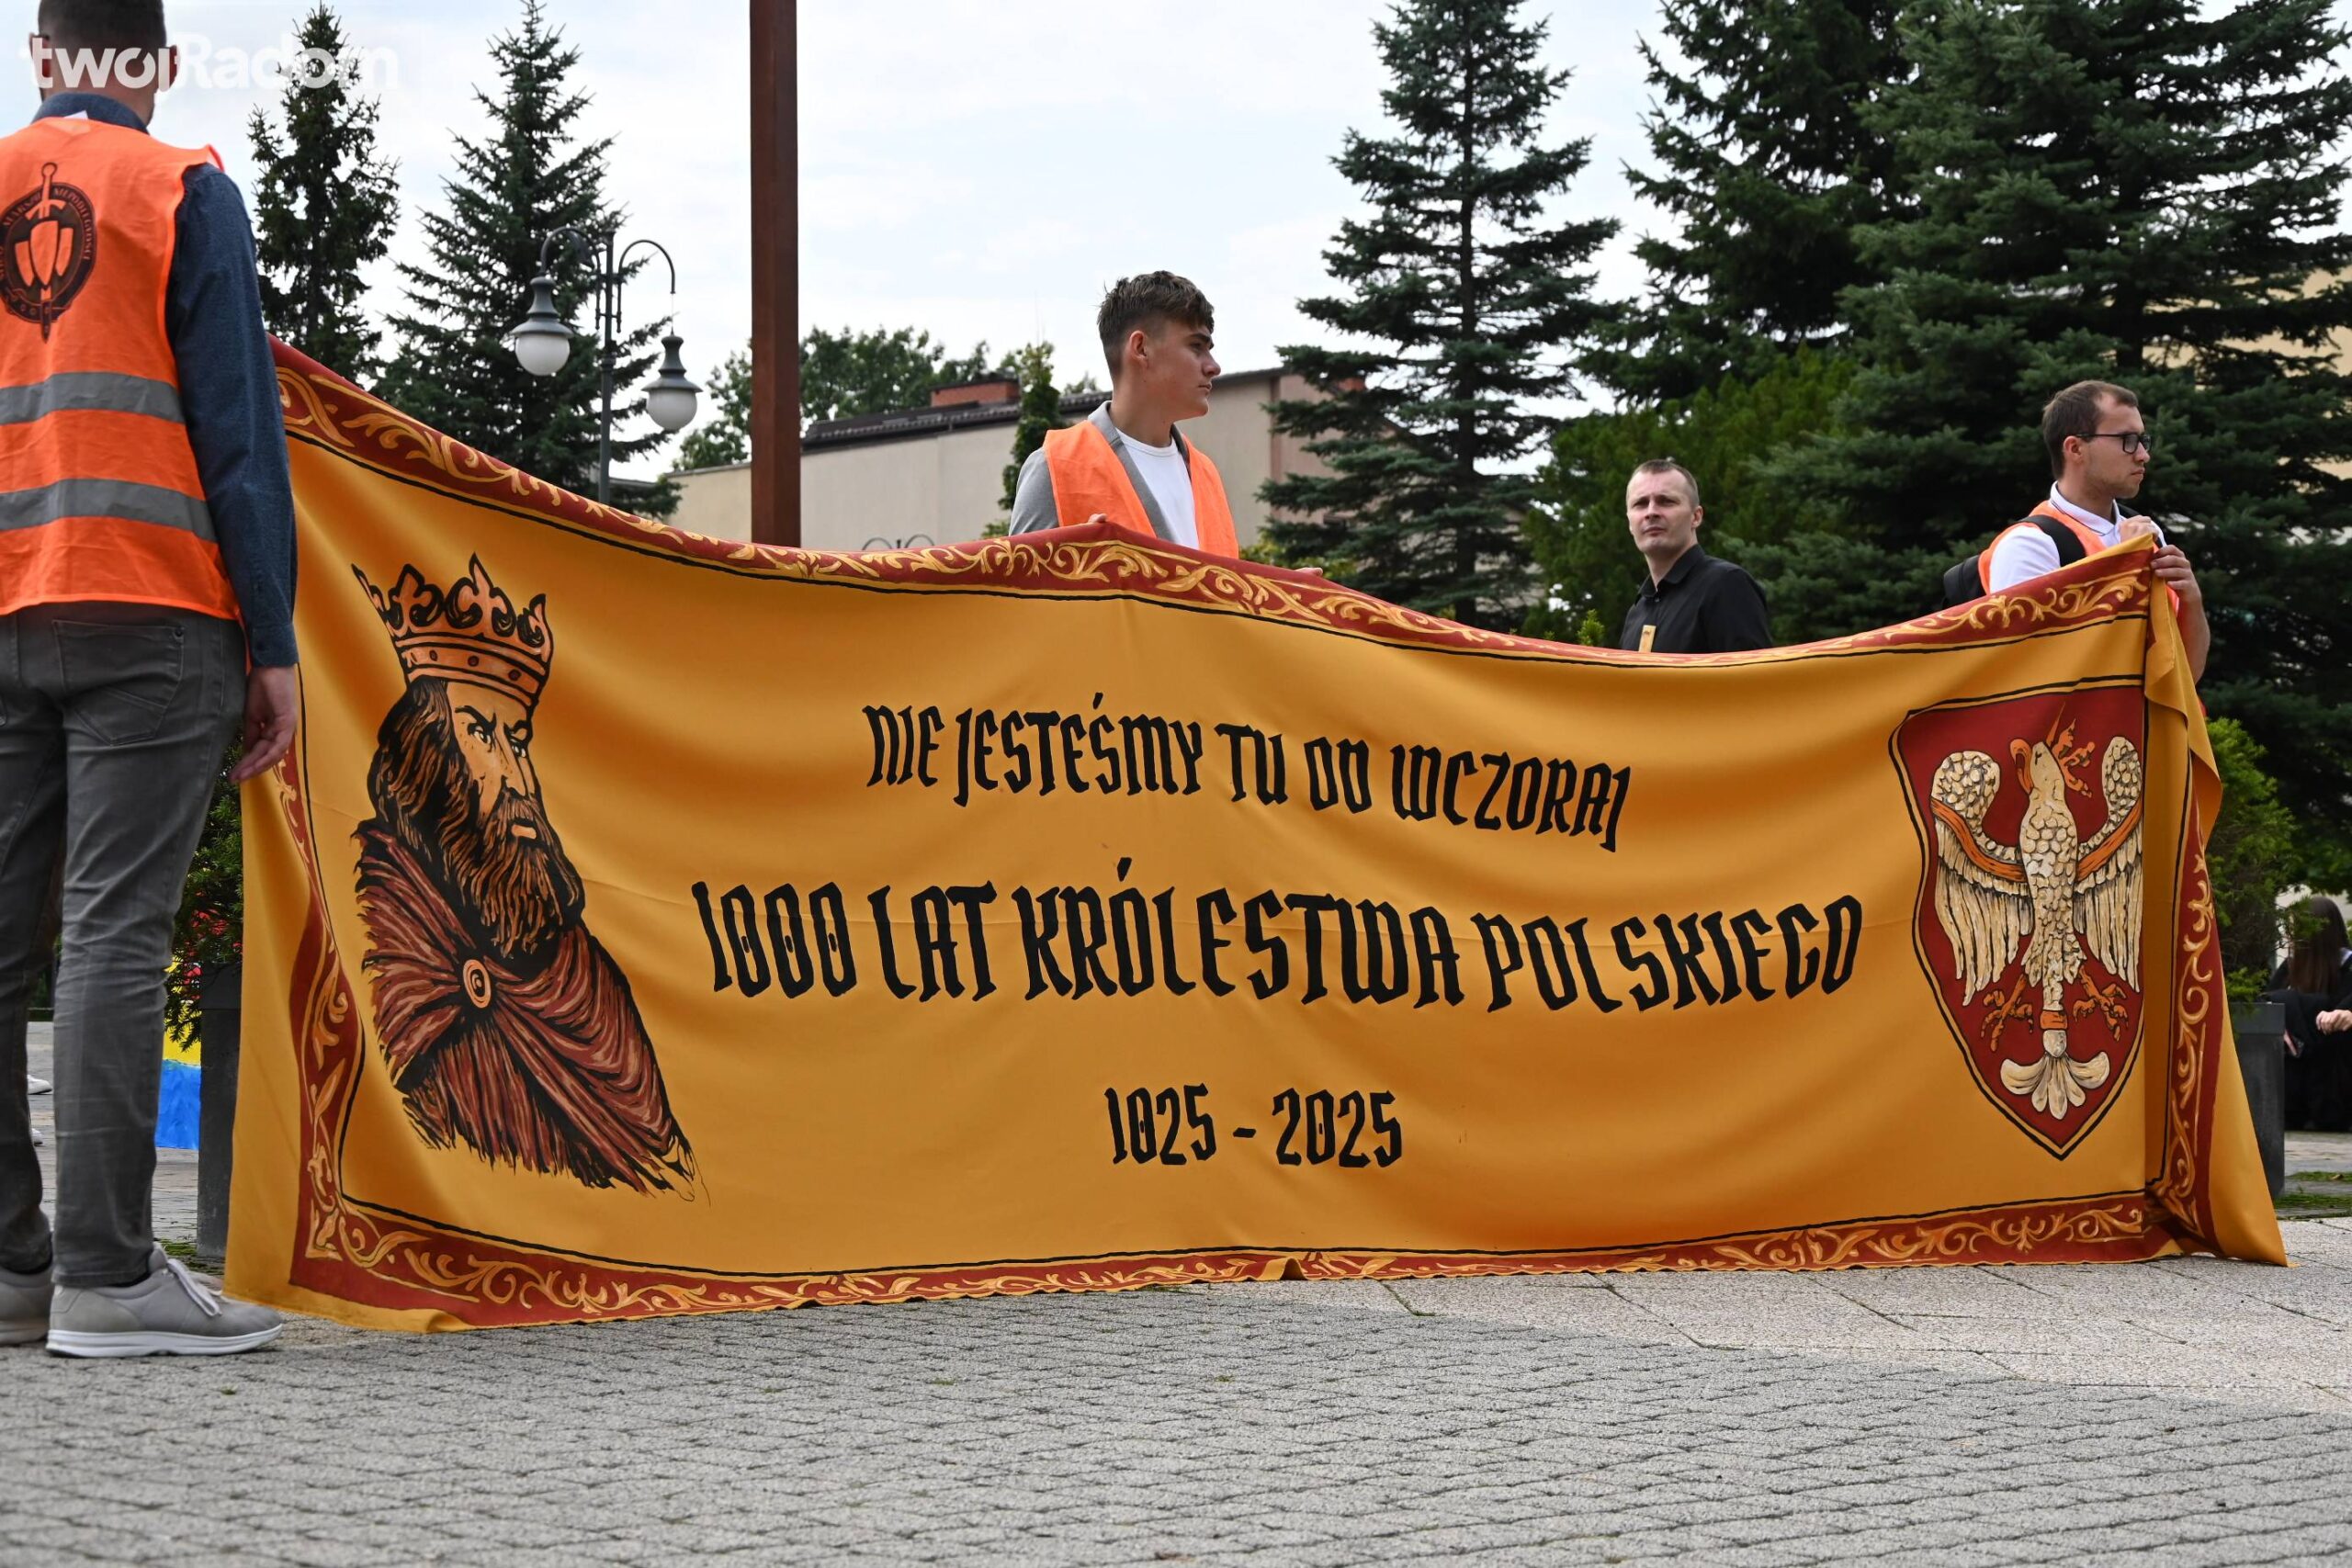 twojRadom
NIE JESTEŚMY TU OD WCZORAJ
1000 LAT KRÓLESTWA POLSKIEGO
1025 - 2025